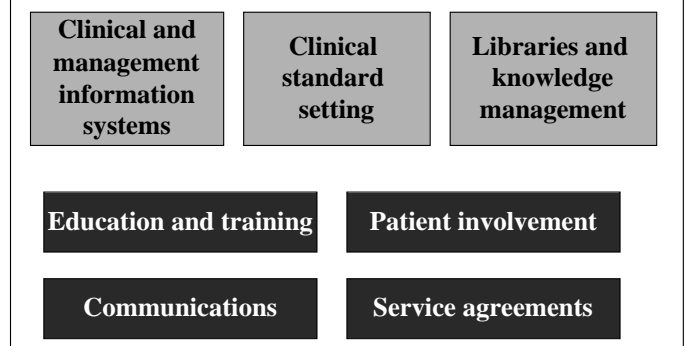 Clinical and
management
information
systems
Clinical
standard
setting
Libraries and
knowledge
management
Education and training
Patient involvement
Communications
Service agreements